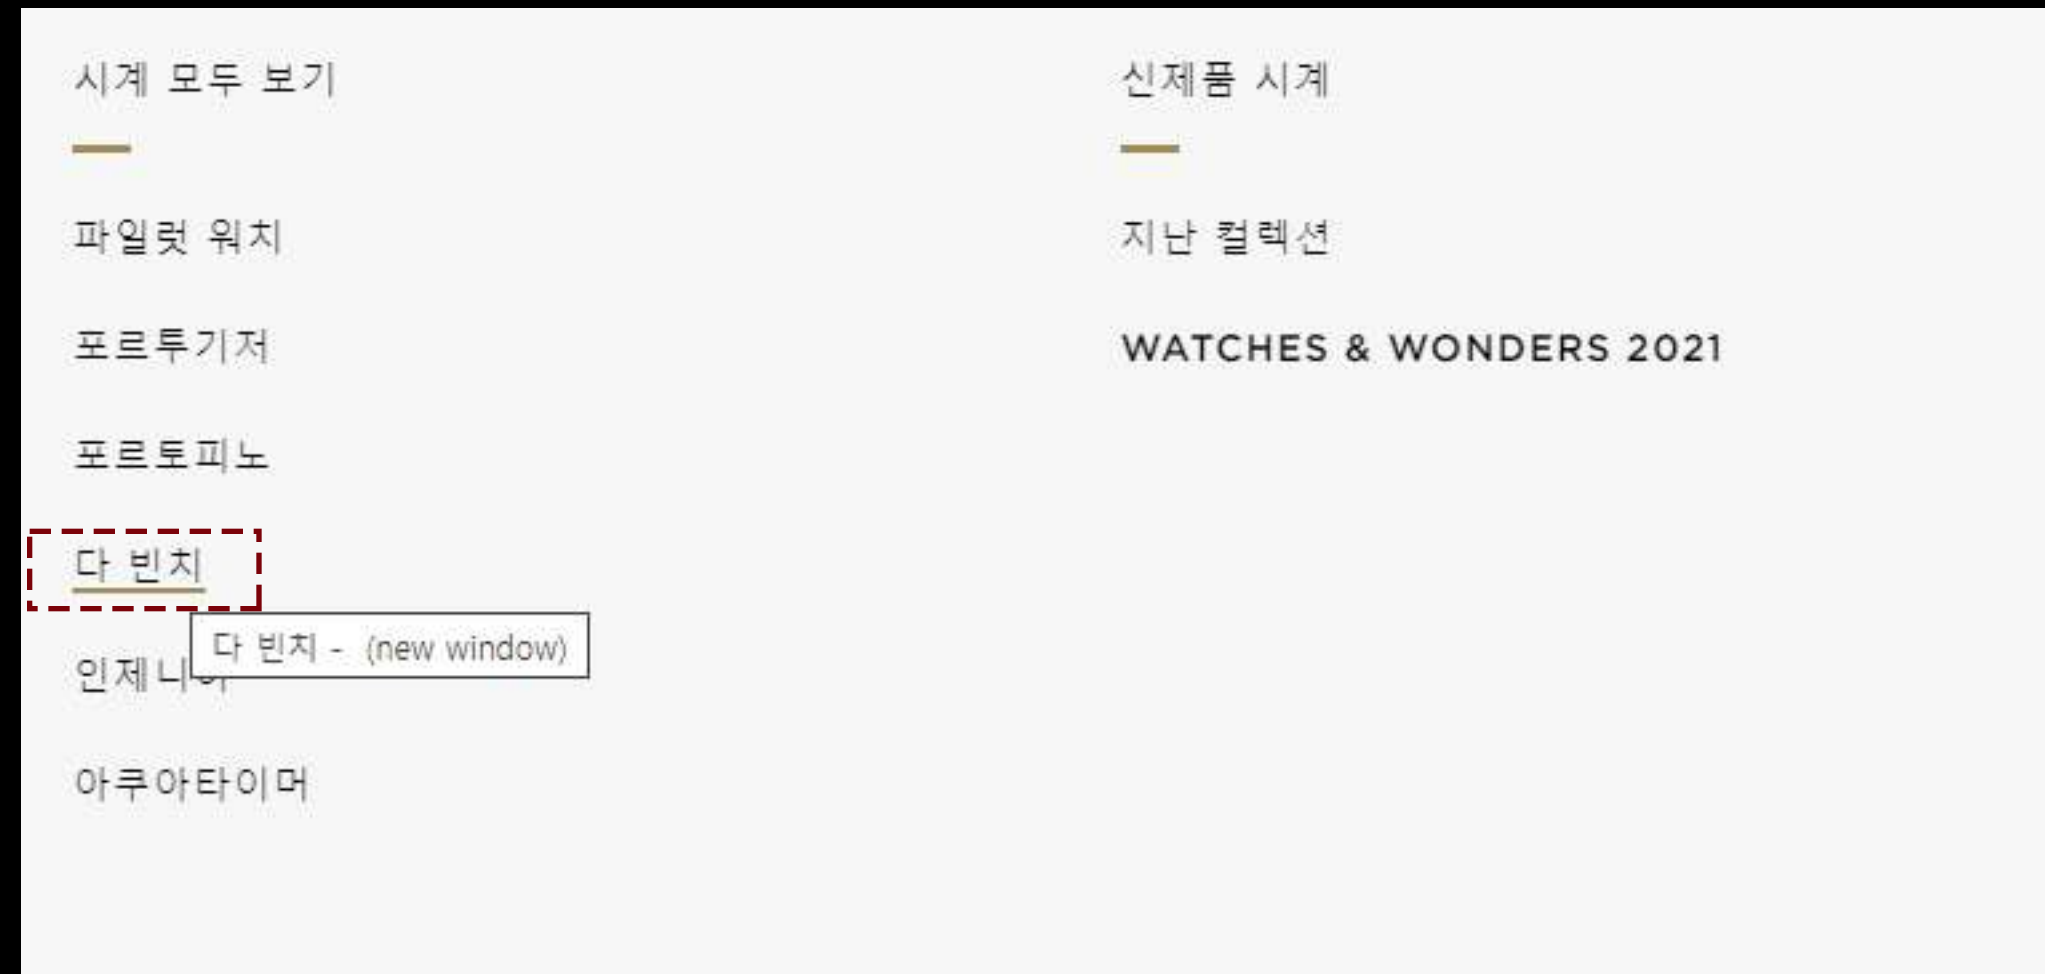 시계 모두 보기
파일럿 워치
포르투기저
포르토피노
다 빈치
다 빈치 - (new window)
인제니어
아쿠아타이머
신제품 시계
지난 컬렉션
WATCHES & WONDERS 2021